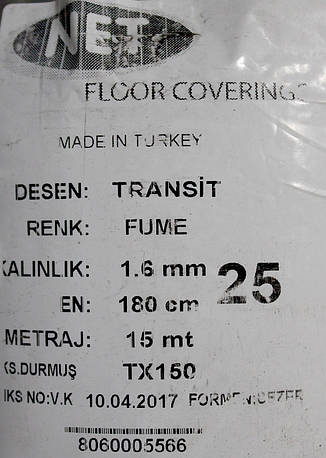 NET
FLOOR COVERINGS
MADE IN TURKEY
DESEN: TRANSİT
RENK: FUME
KALINLIK: 1.6 mm
25
EN: 180 cm
METRAJ: 15 mt
KS.DURMUŞ TX150
IKS NO:V.K 10.04.2017 FORMEN:
8060005566